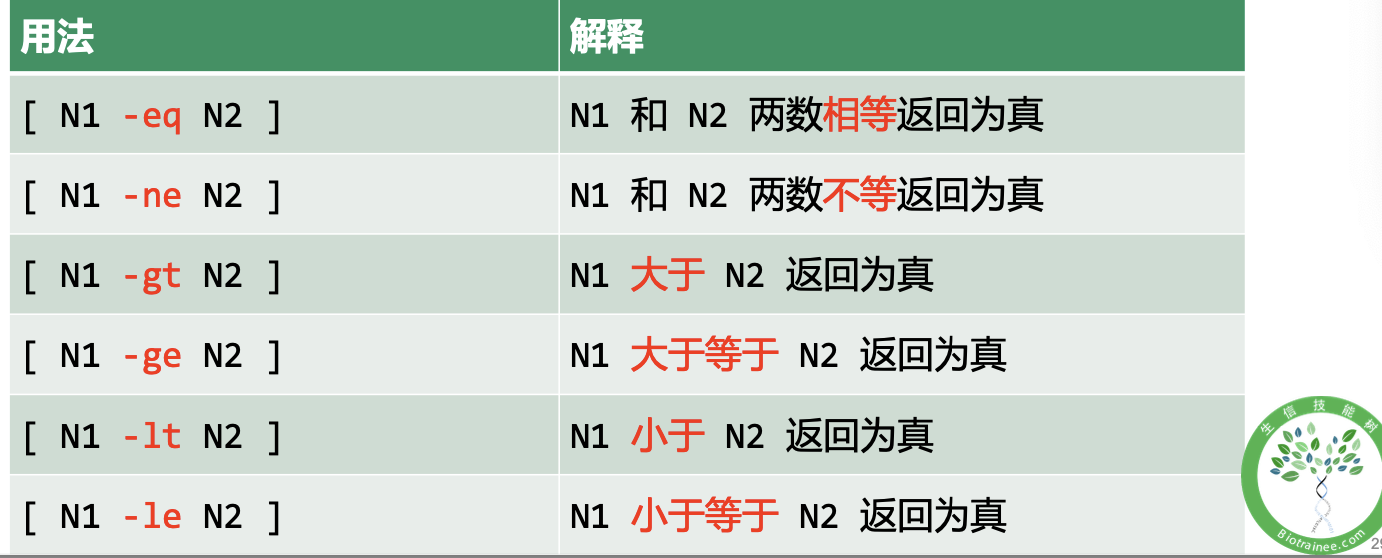 用法 解释
[ N1 -eq N2 ] N1 和 N2 两数相等返回为真
[ N1 -ne N2 ] N1 和 N2 两数不等返回为真
[ N1 -gt N2 ] N1 大于 N2 返回为真
[ N1 -ge N2 ] N1 大于等于 N2 返回为真
[ N1 -lt N2 ] N1 小于 N2 返回为真
[ N1 -le N2 ] N1 小于等于 N2 返回为真
生信技能树
Biotrainee.com